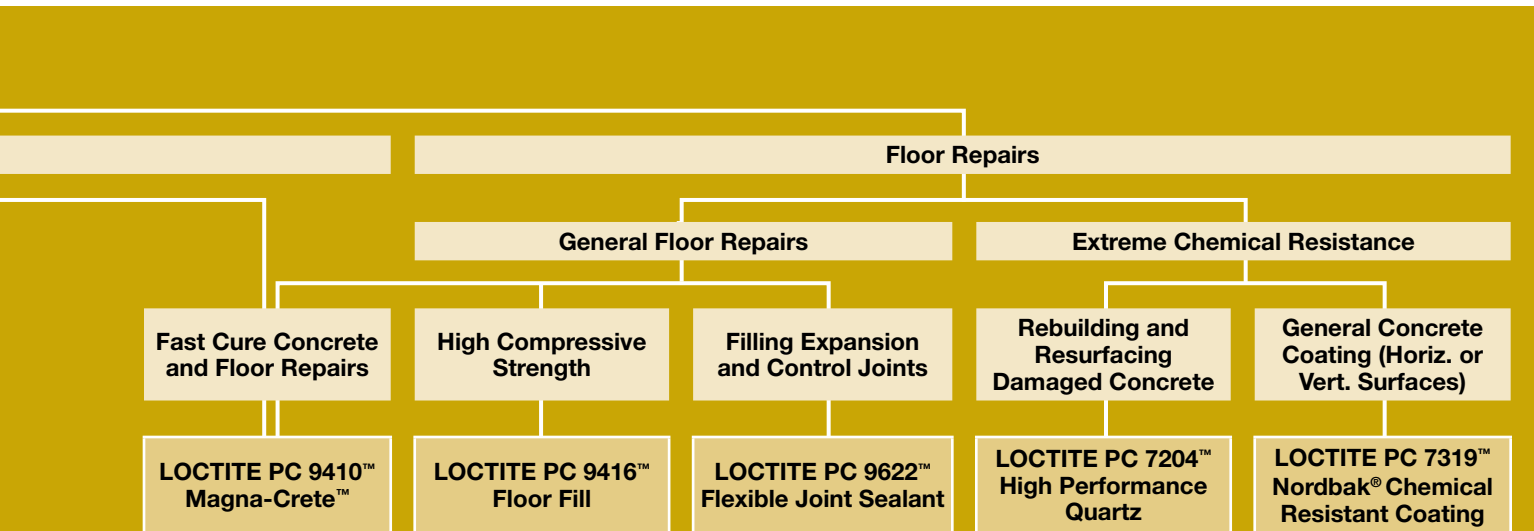 Floor Repairs
General Floor Repairs
Extreme Chemical Resistance
Fast Cure Concrete
and Floor Repairs
High Compressive
Strength
Filling Expansion
and Control Joints
Rebuilding and
Resurfacing
Damaged Concrete
General Concrete
Coating (Horiz. or
Vert. Surfaces)
LOCTITE PC 9410™
Magna-Crete™
LOCTITE PC 9416™
Floor Fill
LOCTITE PC 9622™
Flexible Joint Sealant
LOCTITE PC 7204™
High Performance
Quartz
LOCTITE PC 7319™
Nordbak® Chemical
Resistant Coating